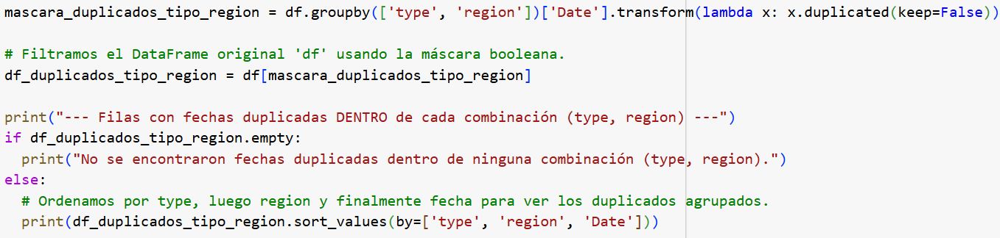 mascara_duplicados_tipo_region = df.groupby(['type', 'region'])['Date'].transform(lambda x: x.duplicated(keep=False))
# Filtramos el DataFrame original 'df' usando la máscara booleana.
df_duplicados_tipo_region = df[mascara_duplicados_tipo_region]
print("--- Filas con fechas duplicadas DENTRO de cada combinación (type, region) ---")
if df_duplicados_tipo_region.empty:
  print("No se encontraron fechas duplicadas dentro de ninguna combinación (type, region).")
else:
  # Ordenamos por type, luego region y finalmente fecha para ver los duplicados agrupados.
  print(df_duplicados_tipo_region.sort_values(by=['type', 'region', 'Date']))